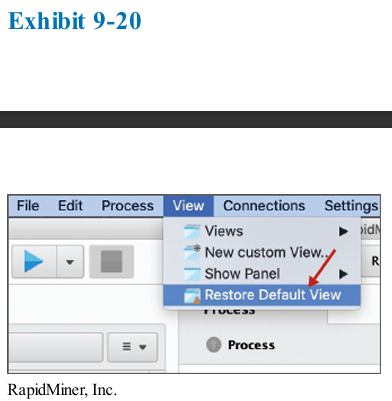 Exhibit 9-20
File Edit Process View Connections Settings
Views
New custom View...
Show Panel
Restore Default View
Process
Process
RapidMiner, Inc.